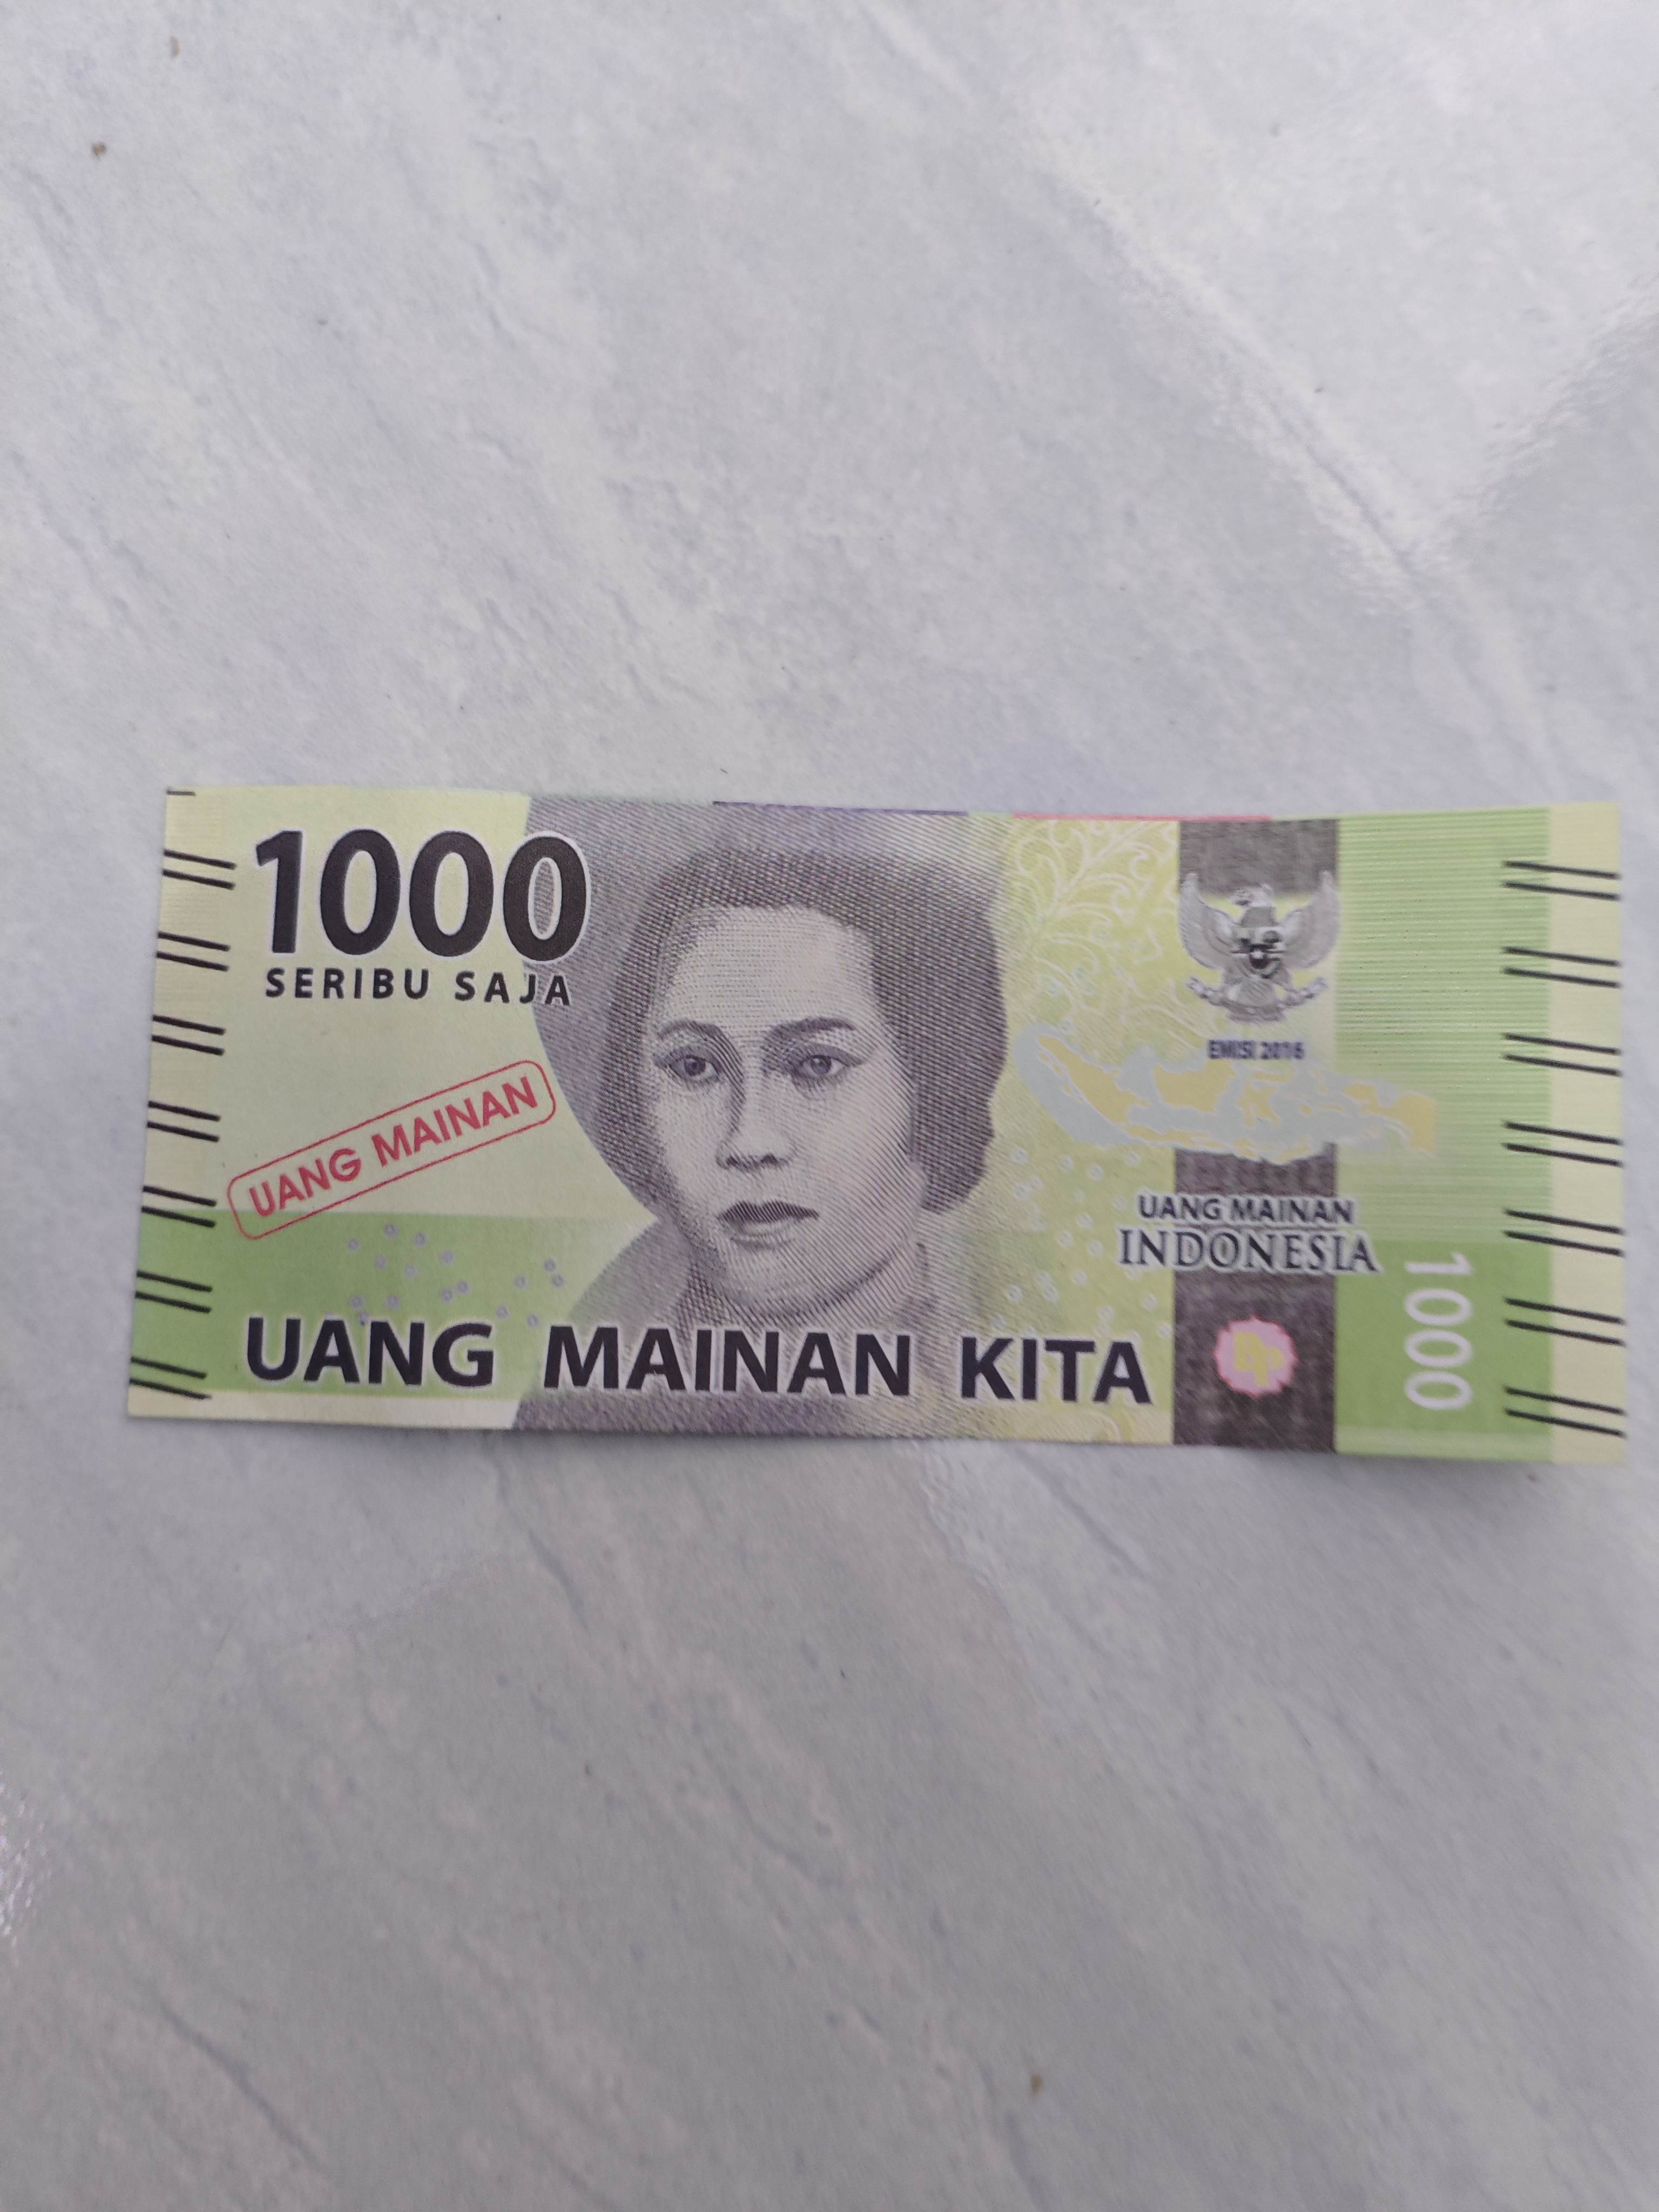 1000
SERIBU SAJA
UANG MAINAN
EMISI 2016
UANG MAINAN
INDONESIA
1000
UANG MAINAN KITA